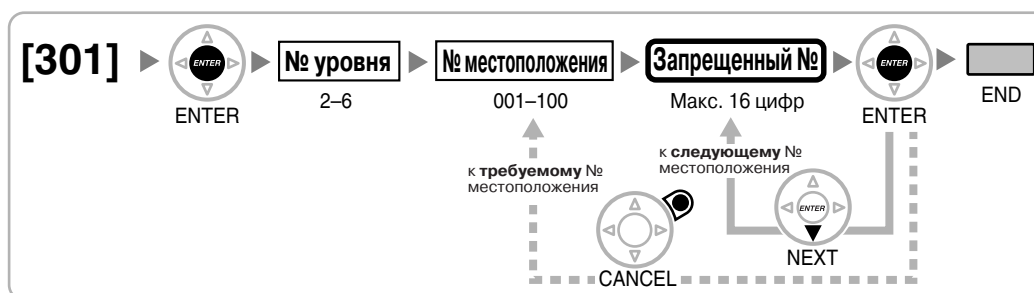 [301]
ENTER
ENTER
№ уровня
2–6
№ местоположения
001–100
Запрещенный №
Макс. 16 цифр
ENTER
ENTER
END
к требуемому №
местоположения
к следующему №
местоположения
CANCEL
ENTER
NEXT